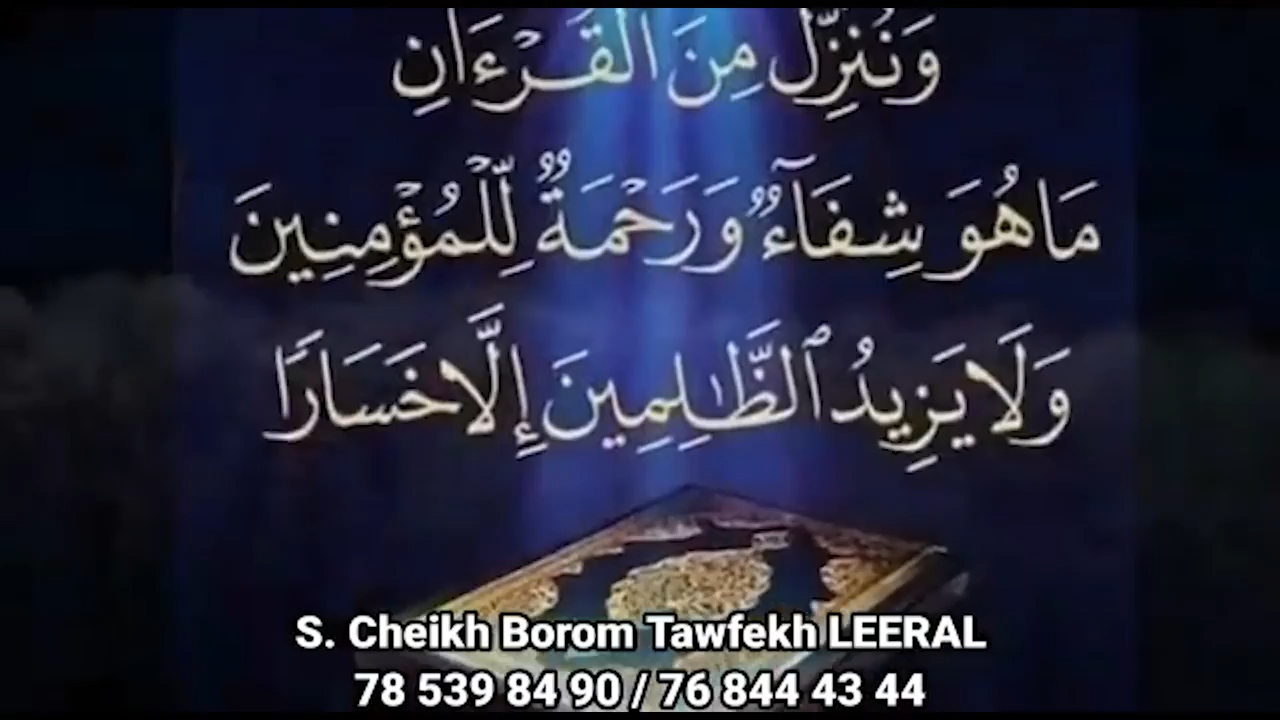 وَنُنَزِّلُ مِنَ الْقُرْءَانِ
مَا هُوَ شِفَآءٌ وَرَحْمَةٌ لِّلْمُؤْمِنِينَ
وَلَا يَزِيدُ ٱلظَّـٰلِمِينَ إِلَّا خَسَارًا
S. Cheikh Borom Tawfekh LEERAL
78 539 84 90 / 76 844 43 44